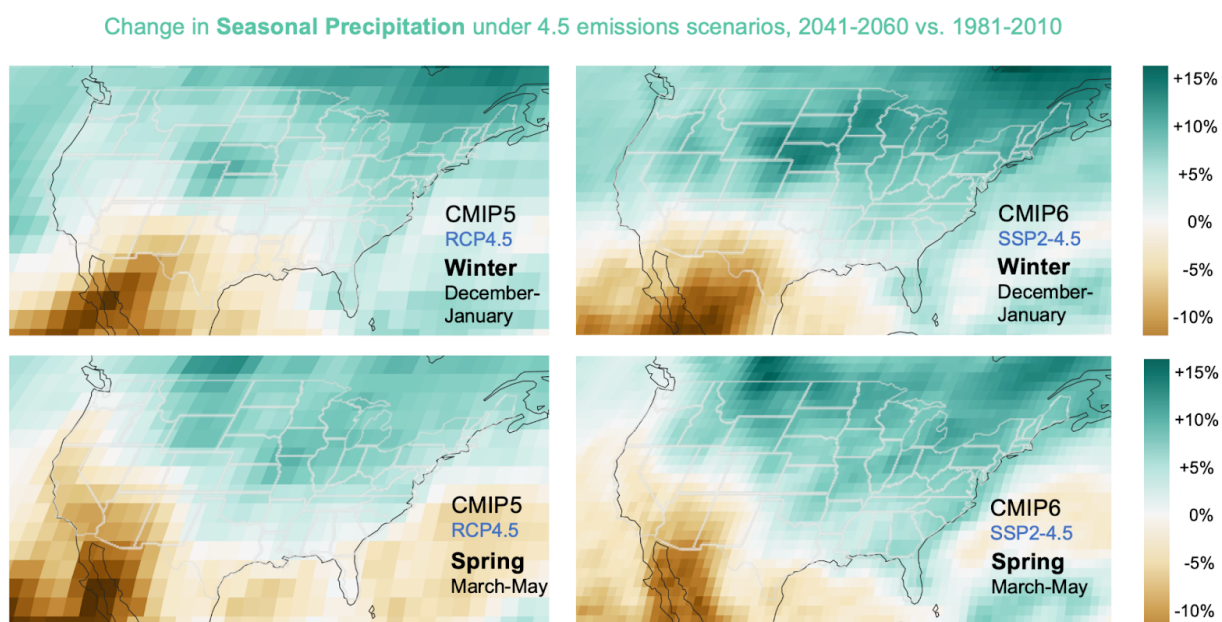 Change in Seasonal Precipitation under 4.5 emissions scenarios, 2041-2060 vs. 1981-2010
CMIP5
RCP4.5
Winter
December-
January
CMIP6
SSP2-4.5
Winter
December-
January
+15%
+10%
+5%
0%
-5%
-10%
CMIP5
RCP4.5
Spring
March-May
CMIP6
SSP2-4.5
Spring
March-May
+15%
+10%
+5%
0%
-5%
-10%